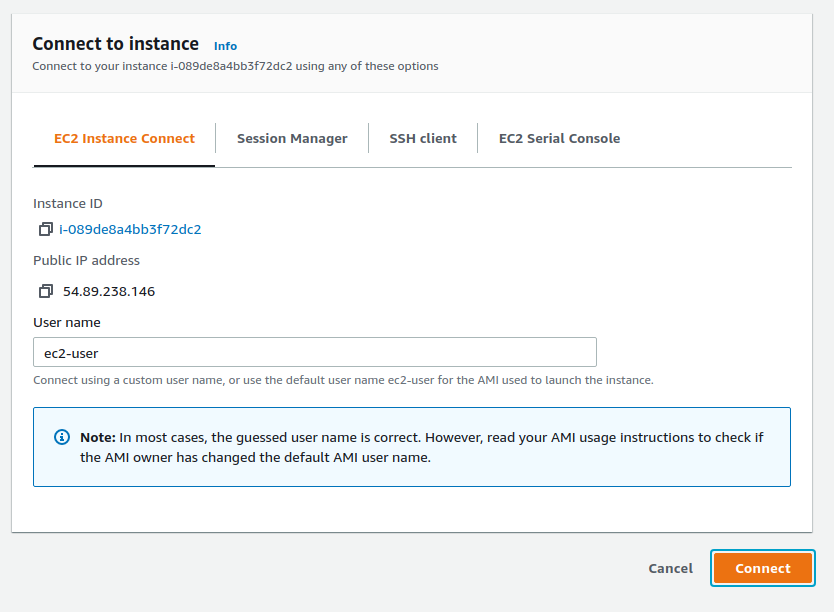 Connect to instance Info
Connect to your instance i-089de8a4bb3f72dc2 using any of these options
EC2 Instance Connect Session Manager SSH client EC2 Serial Console
Instance ID
i-089de8a4bb3f72dc2
Public IP address
54.89.238.146
User name
ec2-user
Connect using a custom user name, or use the default user name ec2-user for the AMI used to launch the instance.
Note: In most cases, the guessed user name is correct. However, read your AMI usage instructions to check if
the AMI owner has changed the default AMI user name.
Cancel Connect